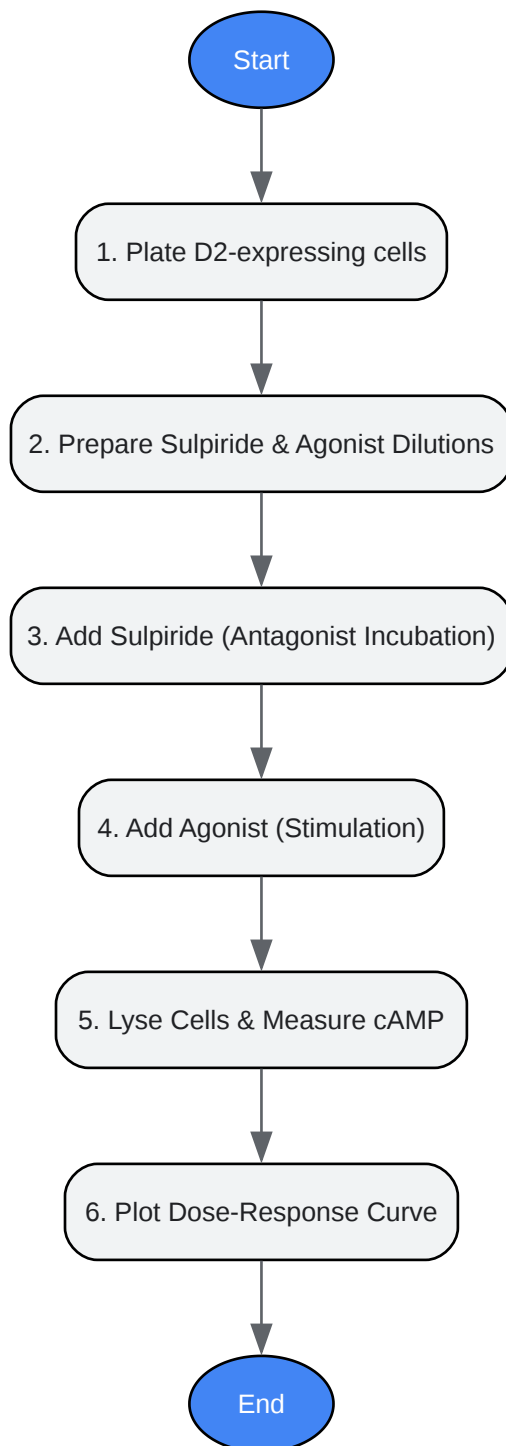 Start
1. Plate D2-expressing cells
2. Prepare Sulpiride & Agonist Dilutions
3. Add Sulpiride (Antagonist Incubation)
4. Add Agonist (Stimulation)
5. Lyse Cells & Measure cAMP
6. Plot Dose-Response Curve
End